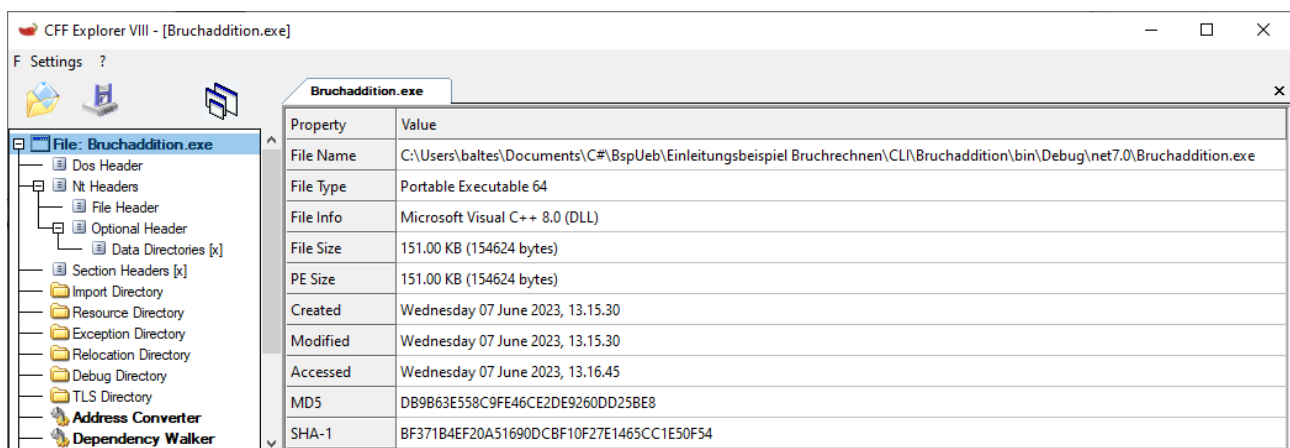 CFF Explorer VIII - [Bruchaddition.exe]
F Settings ?
Bruchaddition.exe
File: Bruchaddition.exe
Dos Header
Nt Headers
File Header
Optional Header
Data Directories [x]
Section Headers [x]
Import Directory
Resource Directory
Exception Directory
Relocation Directory
Debug Directory
TLS Directory
Address Converter
Dependency Walker
Property Value
File Name C:\Users\baltes\Documents\C#\BspUeb\Einleitungsbeispiel Bruchrechnen\CLI\Bruchaddition\bin\Debug\net7.0\Bruchaddition.exe
File Type Portable Executable 64
File Info Microsoft Visual C++ 8.0 (DLL)
File Size 151.00 KB (154624 bytes)
PE Size 151.00 KB (154624 bytes)
Created Wednesday 07 June 2023, 13.15.30
Modified Wednesday 07 June 2023, 13.15.30
Accessed Wednesday 07 June 2023, 13.16.45
MD5 DB9B63E558C9FE46CE2DE9260DD25BE8
SHA-1 BF371B4EF20A51690DCBF10F27E1465CC1E50F54